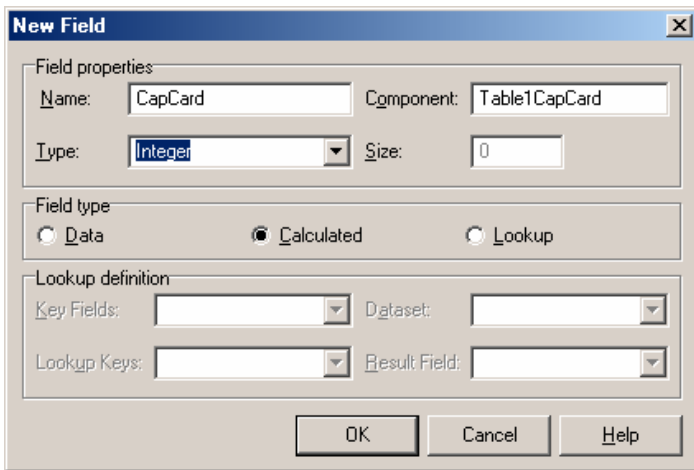 New Field
Field properties
Name: CapCard Component: Table1CapCard
Type: Integer Size: 0
Field type
Data Calculated Lookup
Lookup definition
Key Fields: Dataset:
Lookup Keys: Result Field:
OK Cancel Help